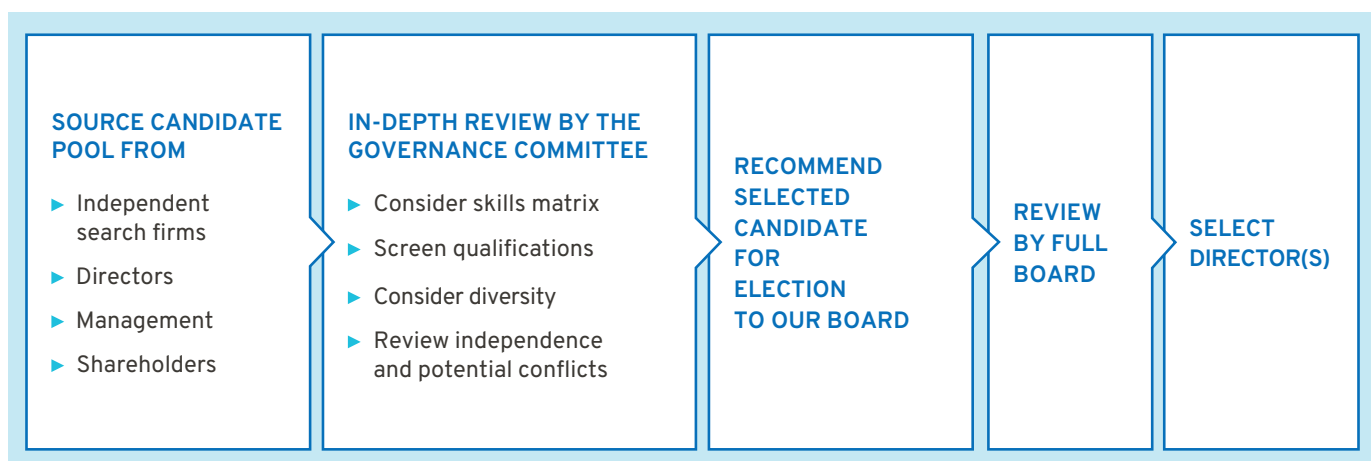 SOURCE CANDIDATE
POOL FROM
► Independent
search firms
► Directors
► Management
► Shareholders
IN-DEPTH REVIEW BY THE
GOVERNANCE COMMITTEE
► Consider skills matrix
► Screen qualifications
► Consider diversity
► Review independence
and potential conflicts
RECOMMEND
SELECTED
CANDIDATE
FOR
ELECTION
TO OUR BOARD
REVIEW
BY FULL
BOARD
SELECT
DIRECTOR(S)